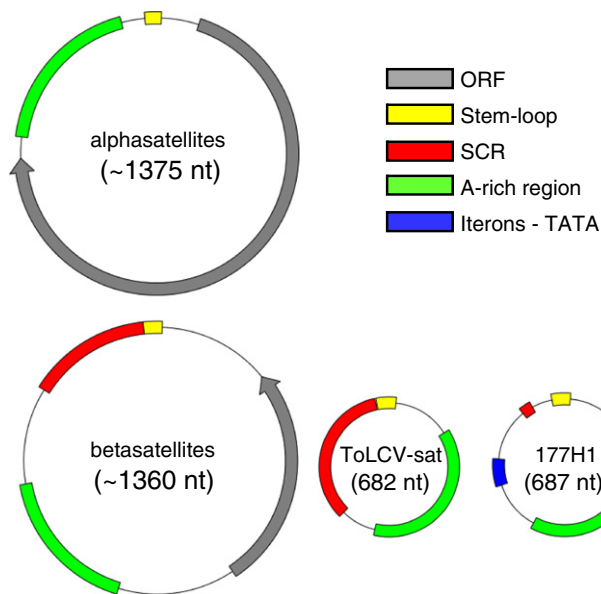 alphasatellites
(~1375 nt)
ORF
Stem-loop
SCR
A-rich region
Iterons - TATA
betasatellites
(~1360 nt)
ToLCV-sat
(682 nt)
177H1
(687 nt)